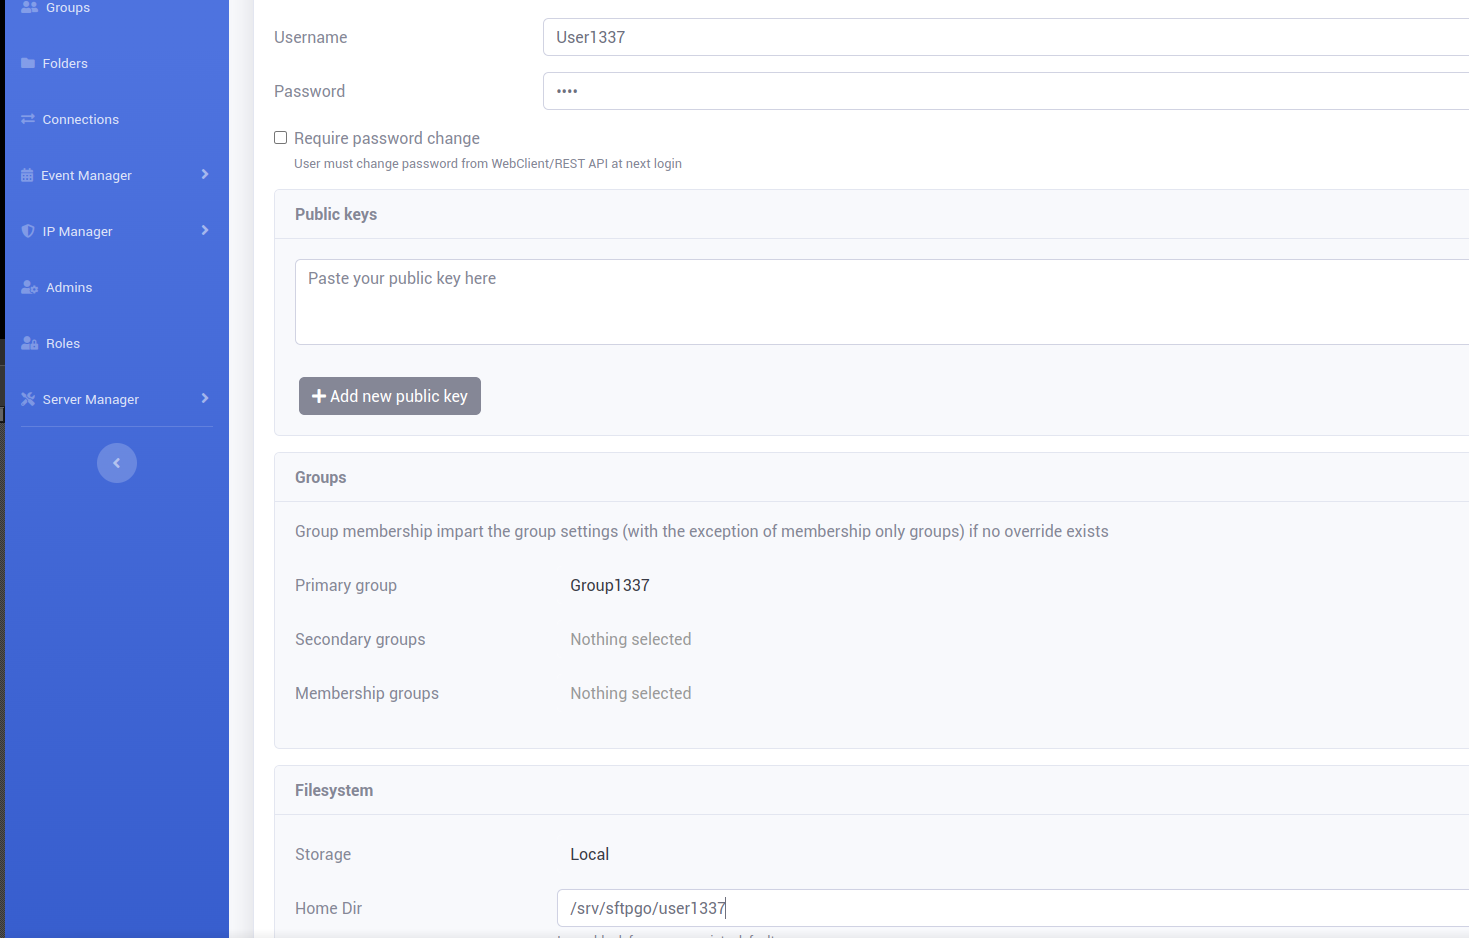 Groups
Folders
Connections
Event Manager
IP Manager
Admins
Roles
Server Manager
Username
User1337
Password
••••
Require password change
User must change password from WebClient/REST API at next login
Public keys
Paste your public key here
Add new public key
Groups
Group membership impart the group settings (with the exception of membership only groups) if no override exists
Primary group
Group1337
Secondary groups
Nothing selected
Membership groups
Nothing selected
Filesystem
Storage
Local
Home Dir
/srv/sftpgo/user1337